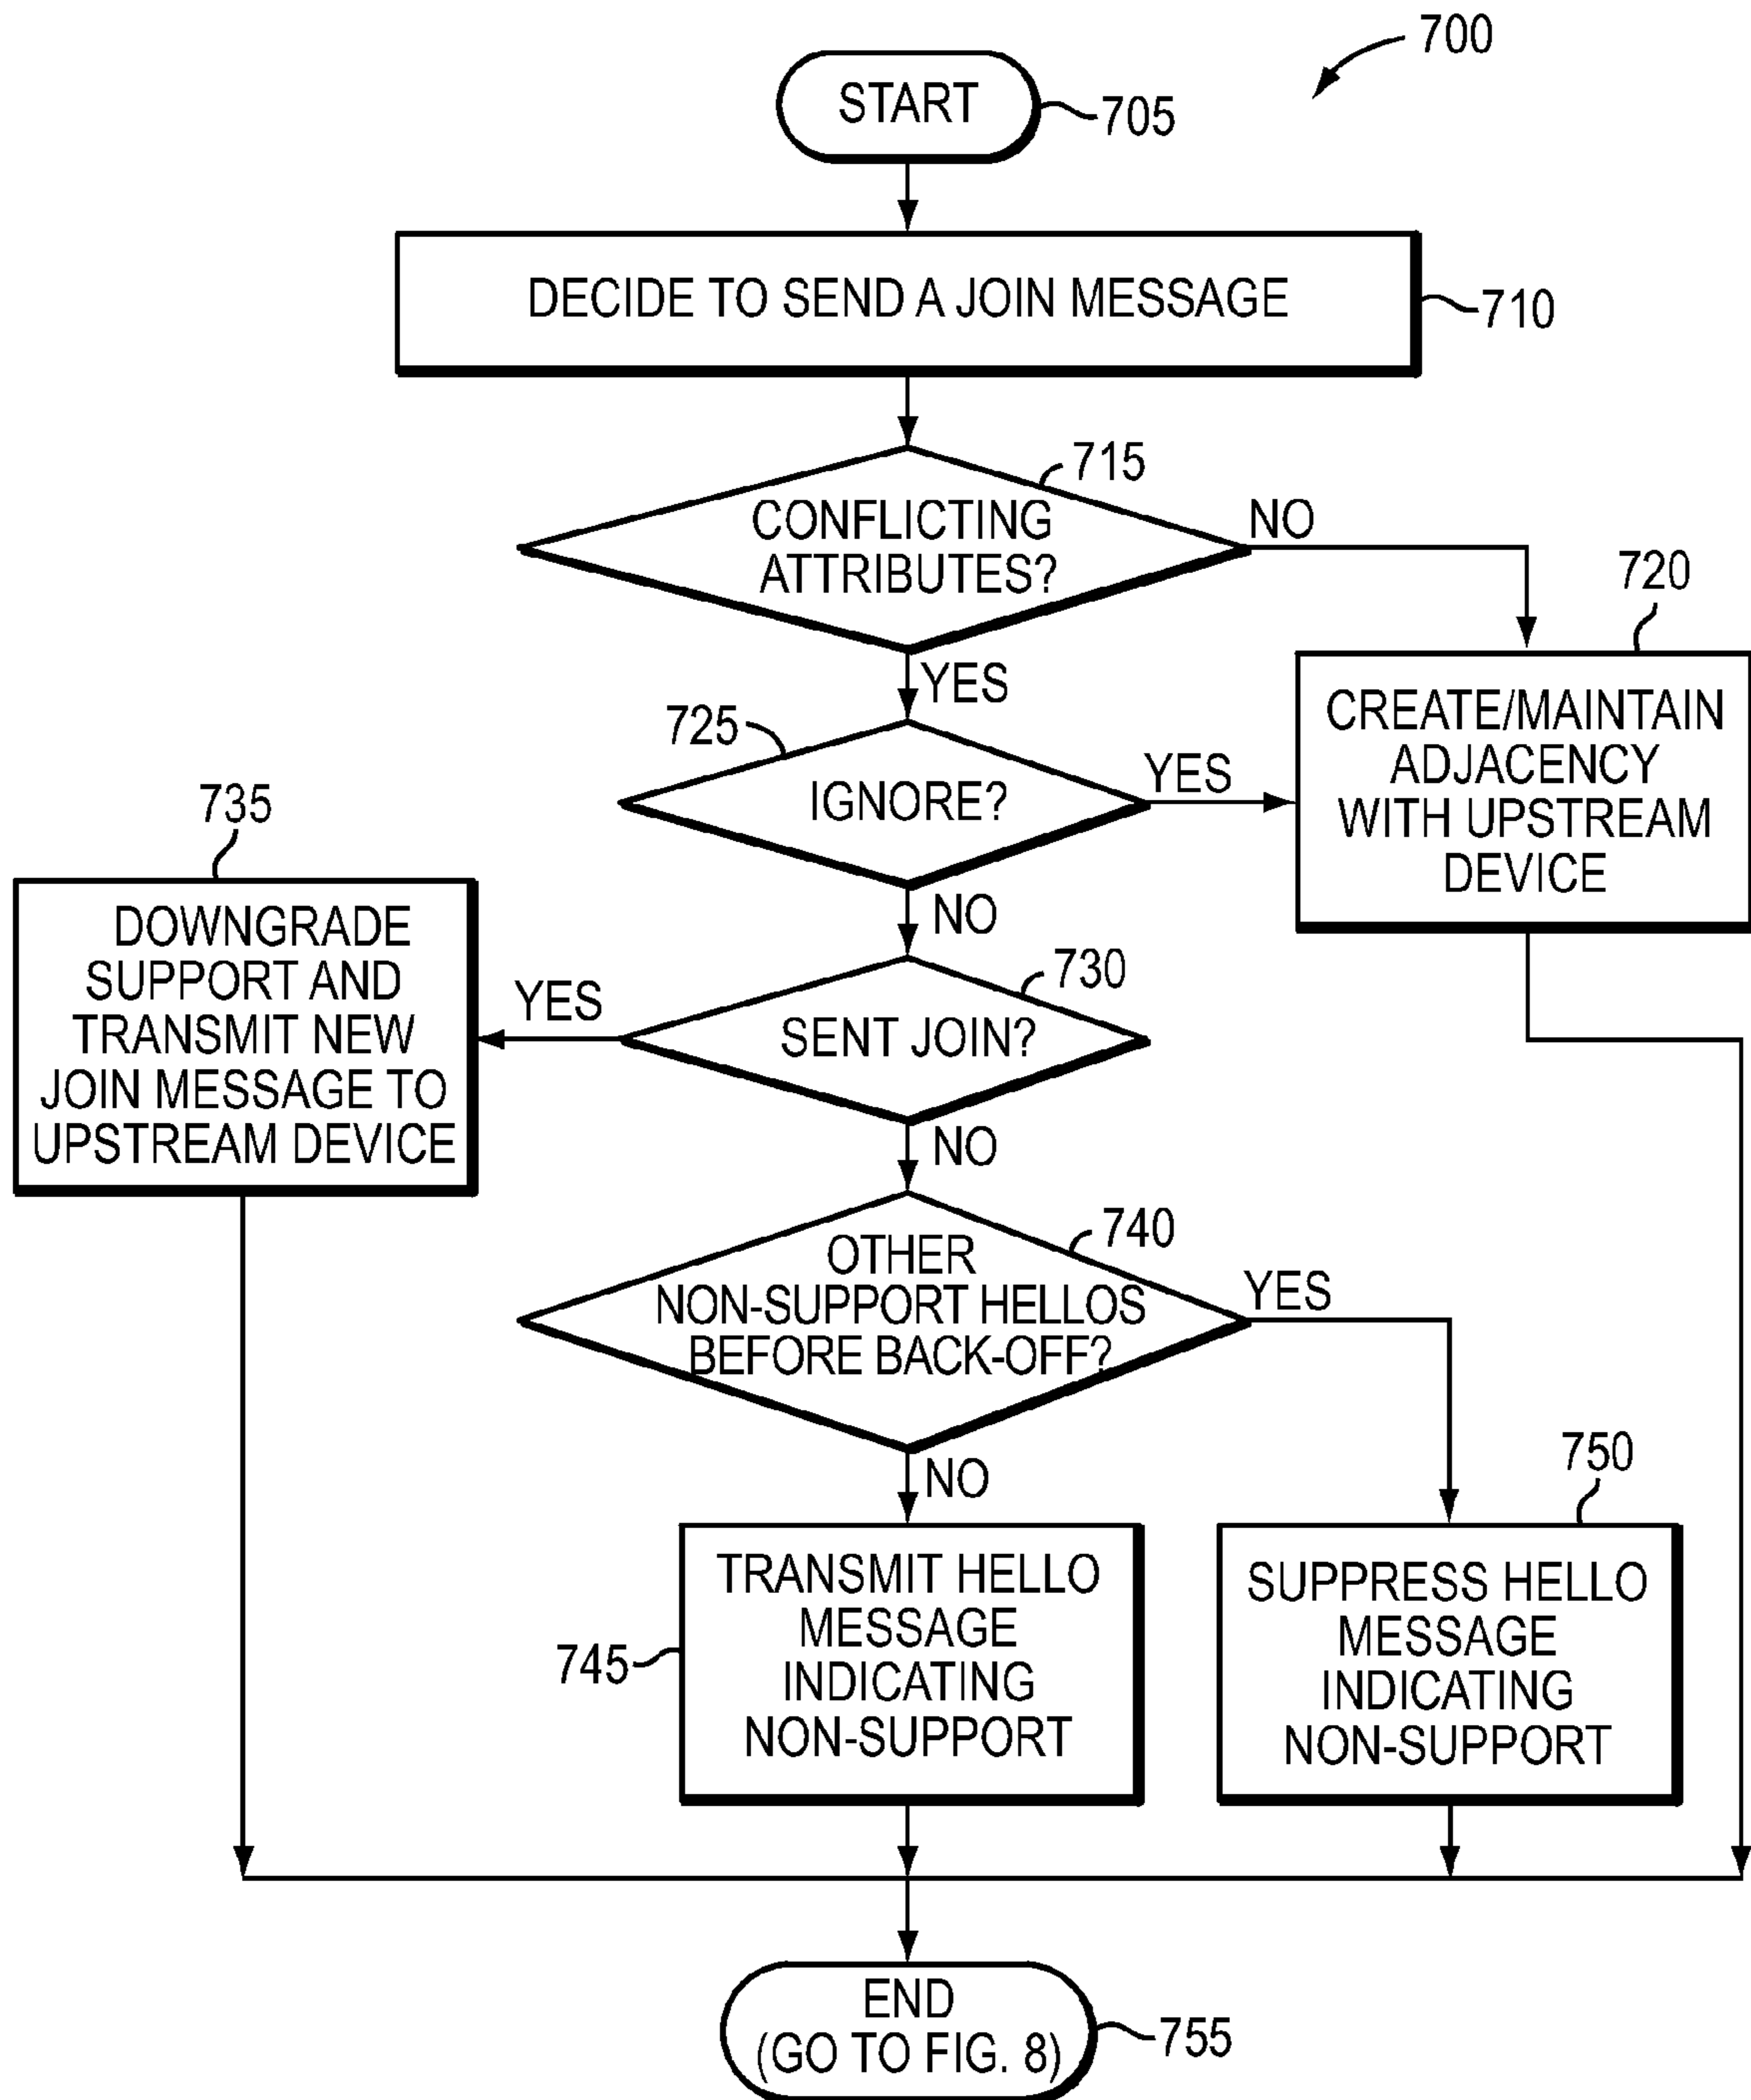 700
START
705
DECIDE TO SEND A JOIN MESSAGE
710
715
CONFLICTING
ATTRIBUTES?
NO
720
YES
CREATE/MAINTAIN
ADJACENCY
WITH UPSTREAM
DEVICE
725
IGNORE?
YES
NO
735
DOWNGRADE
SUPPORT AND
TRANSMIT NEW
JOIN MESSAGE TO
UPSTREAM DEVICE
730
YES
SENT JOIN?
NO
740
OTHER
NON-SUPPORT HELLOS
BEFORE BACK-OFF?
YES
NO
750
TRANSMIT HELLO
MESSAGE
INDICATING
NON-SUPPORT
745
SUPPRESS HELLO
MESSAGE
INDICATING
NON-SUPPORT
END
(GO TO FIG. 8)
755